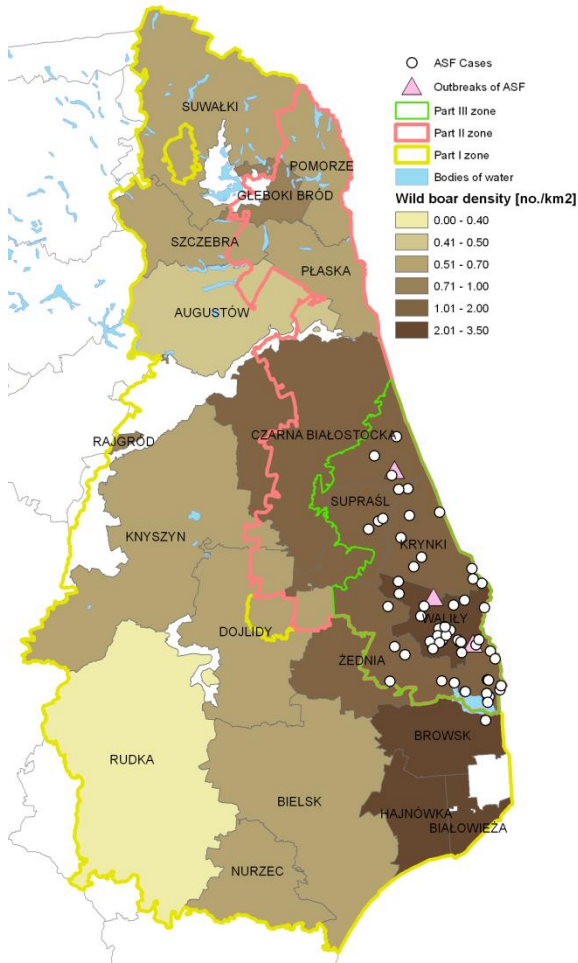 ASF Cases
Outbreaks of ASF
Part III zone
Part II zone
Part I zone
Bodies of water
Wild boar density [no./km2]
0.00 - 0.40
0.41 - 0.50
0.51 - 0.70
0.71 - 1.00
1.01 - 2.00
2.01 - 3.50
SUWAŁKI
POMORZE
GŁEBOKI BRÓD
SZCZEBRA
PŁASKA
AUGUSTÓW
CZARNA BIAŁOSTOCKA
RAJGRÓD
SUPRAŚL
KNYSZYN
KRYNKI
WALIŁY
DOJLIDY
ŻEDNIA
BROWSK
RUDKA
BIELSK
HAJNÓWKA
BIAŁOWIEŻA
NURZEC